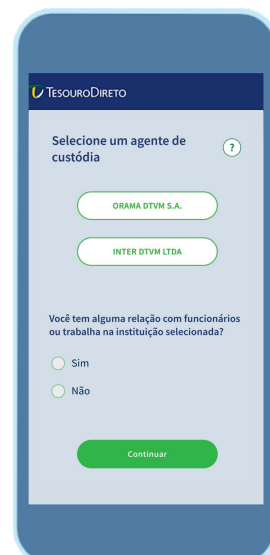 TESOURODIRETO
Selecione um agente de
custódia
?
ORAMA DTVM S.A.
INTER DTVM LTDA
Você tem alguma relação com funcionários
ou trabalha na instituição selecionada?
Sim
Não
Continuar